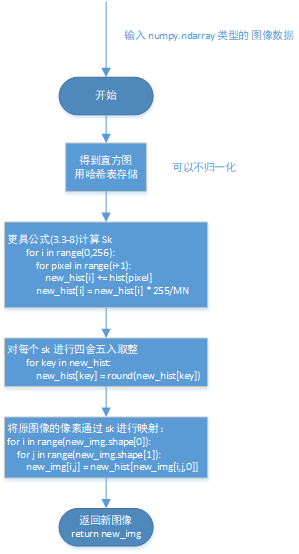 输入 numpy.ndarray 类型的 图像数据
开始
得到直方图
用哈希表存储
可以不归一化
更具公式(3.3-8)计算 Sk
for i in range(0,256):
for pixel in range(i+1):
new_hist[i] += hist[pixel]
new_hist[i] = new_hist[i] * 255/MN
对每个 sk 进行四舍五入取整
for key in new_hist:
new_hist[key] = round(new_hist[key])
将原图像的像素通过 sk 进行映射：
for i in range(new_img.shape[0]):
for j in range(new_img.shape[1]):
new_img[i,j] = new_hist[new_img[i,j,0]]
返回新图像
return new_img